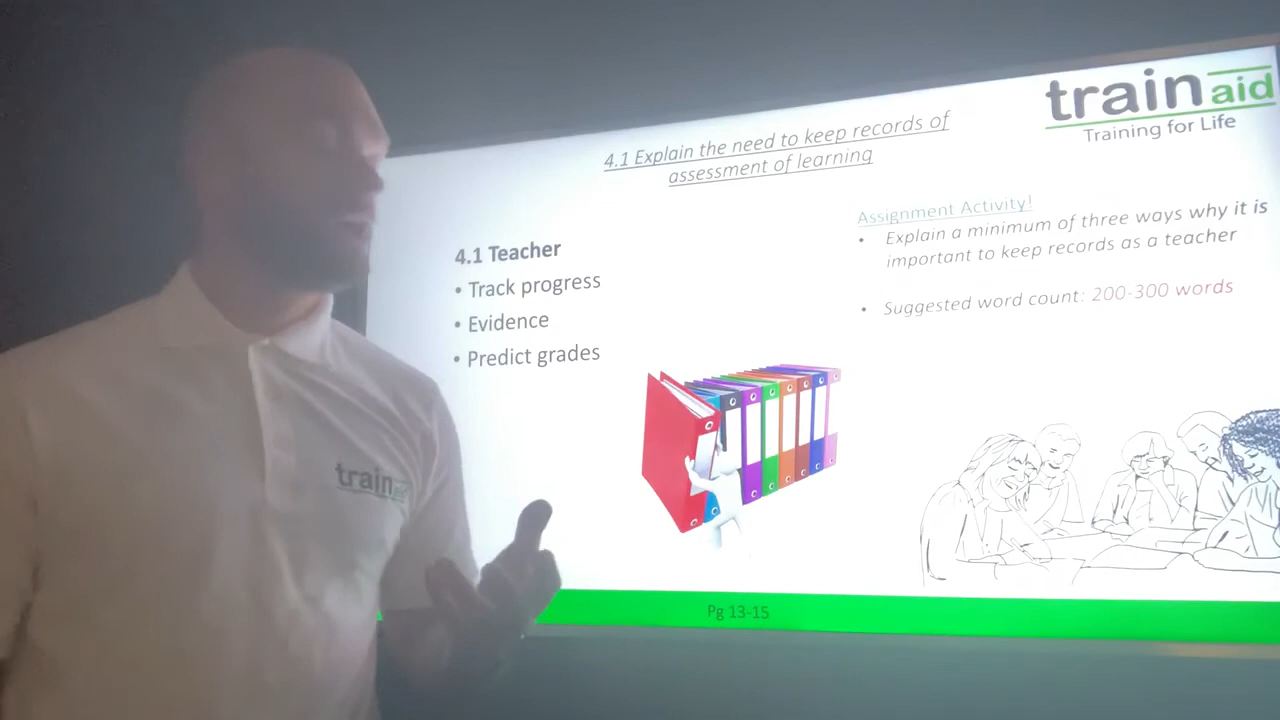 train aid
Training for Life
4.1 Explain the need to keep records of
assessment of learning
Assignment Activity!
• Explain a minimum of three ways why it is
important to keep records as a teacher
• Suggested word count: 200-300 words
4.1 Teacher
• Track progress
• Evidence
• Predict grades
train aid
Pg 13-15